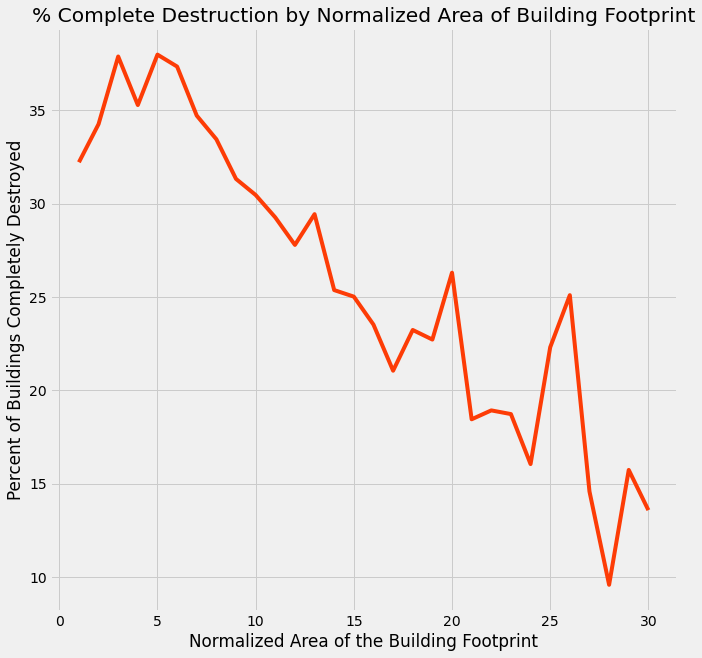 % Complete Destruction by Normalized Area of Building Footprint
Percent of Buildings Completely Destroyed
35
30
25
20
15
10
0 5 10 15 20 25 30
Normalized Area of the Building Footprint